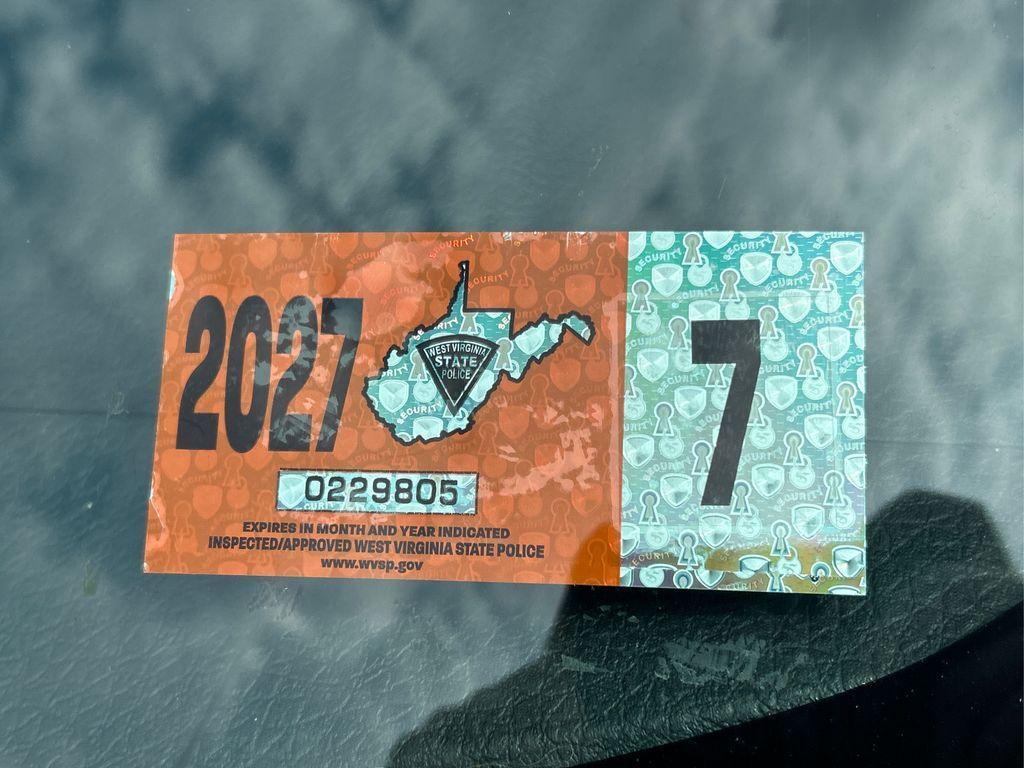 2027
WEST VIRGINIA
STATE
POLICE
0229805
EXPIRES IN MONTH AND YEAR INDICATED
INSPECTED/APPROVED WEST VIRGINIA STATE POLICE
www.wvsp.gov
7
SECURITY